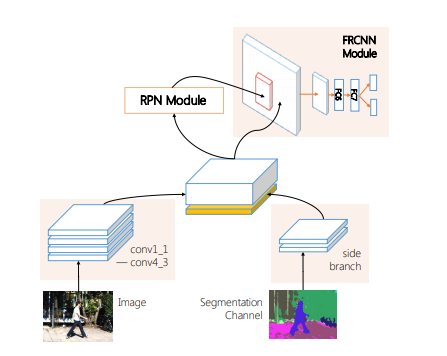 FRCNN
Module
RPN Module
FC6
FC7
conv1_1
— conv4_3
side
branch
Image
Segmentation
Channel